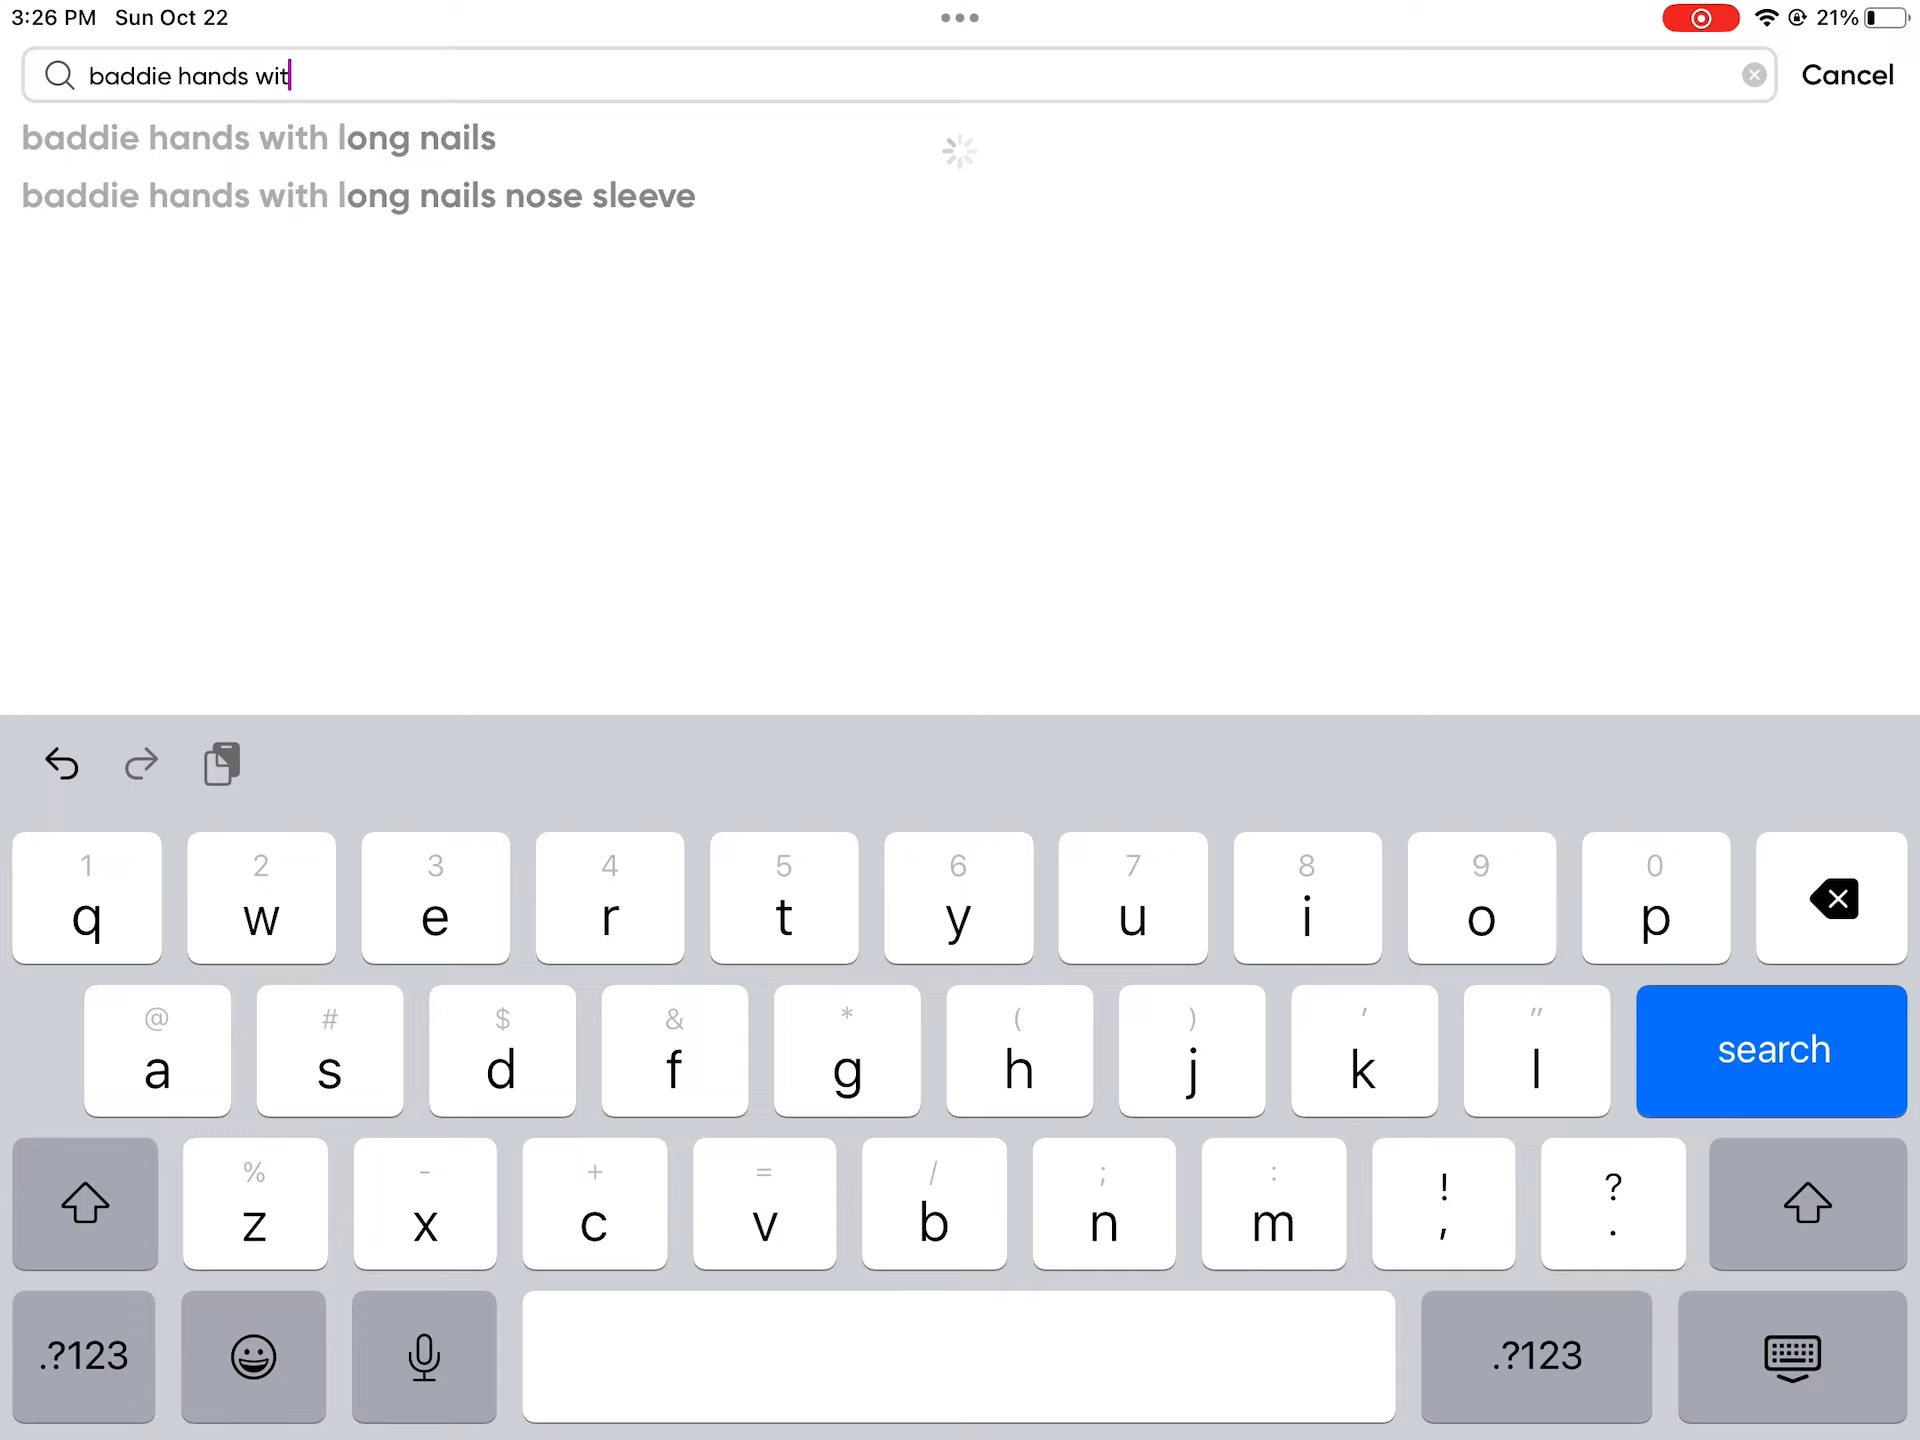 3:26 PM Sun Oct 22
21%
baddie hands wit
Cancel
baddie hands with long nails
baddie hands with long nails nose sleeve
1 2 3 4 5 6 7 8 9 0
q w e r t y u i o p
@ # $ & * ( ) ' "
a s d f g h j k l search
% - + = / ; : ! ?
z x c v b n m , .
.?123 .?123